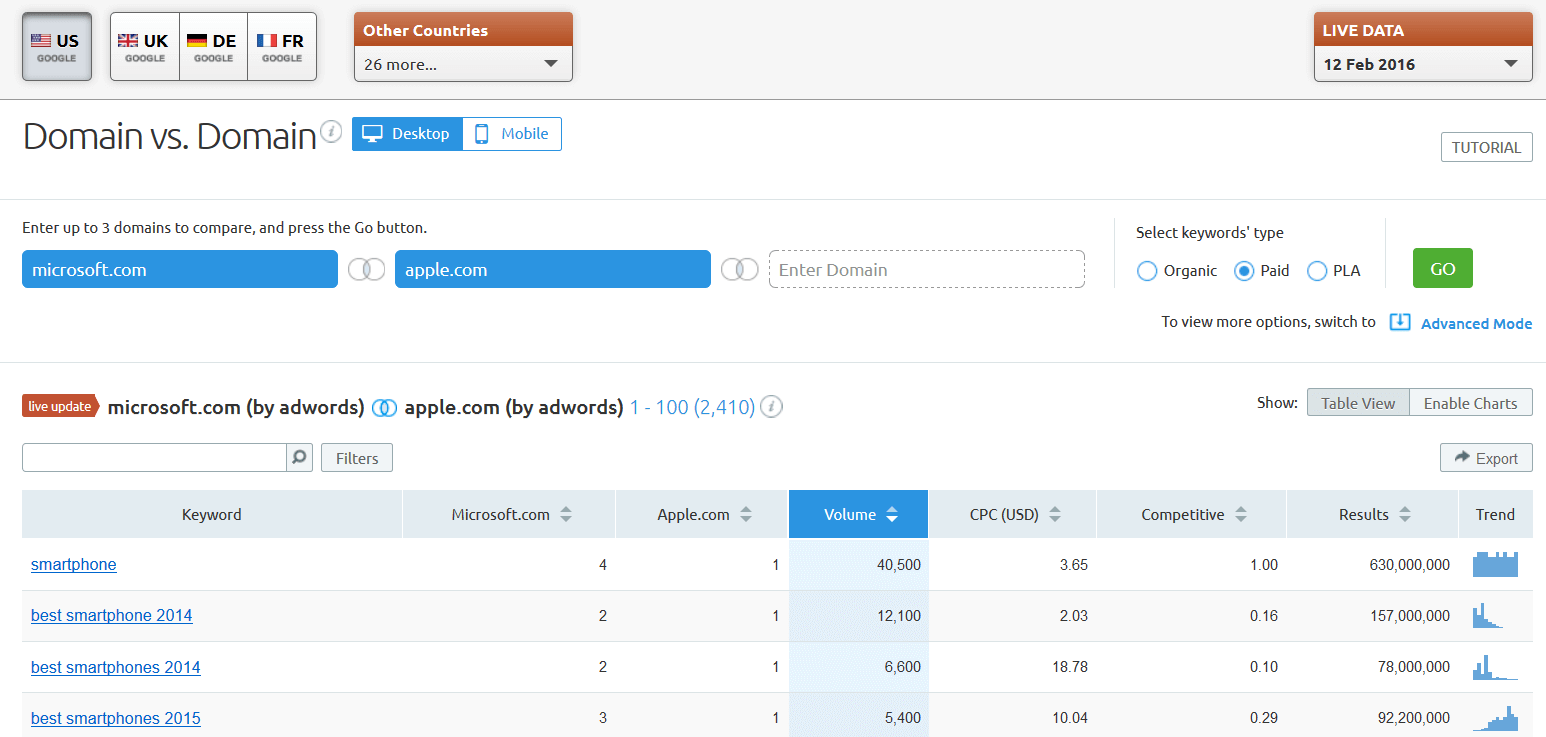 US
GOOGLE
UK
GOOGLE
DE
GOOGLE
FR
GOOGLE
Other Countries
26 more...
LIVE DATA
12 Feb 2016
Domain vs. Domain i
Desktop Mobile
TUTORIAL
Enter up to 3 domains to compare, and press the Go button.
microsoft.com apple.com Enter Domain
Select keywords' type
Organic Paid PLA
GO
To view more options, switch to Advanced Mode
live update microsoft.com (by adwords) apple.com (by adwords) 1 - 100 (2,410) i
Show: Table View Enable Charts
Filters
Export
Keyword Microsoft.com Apple.com Volume CPC (USD) Competitive Results Trend
smartphone 4 1 40,500 3.65 1.00 630,000,000
best smartphone 2014 2 1 12,100 2.03 0.16 157,000,000
best smartphones 2014 2 1 6,600 18.78 0.10 78,000,000
best smartphones 2015 3 1 5,400 10.04 0.29 92,200,000